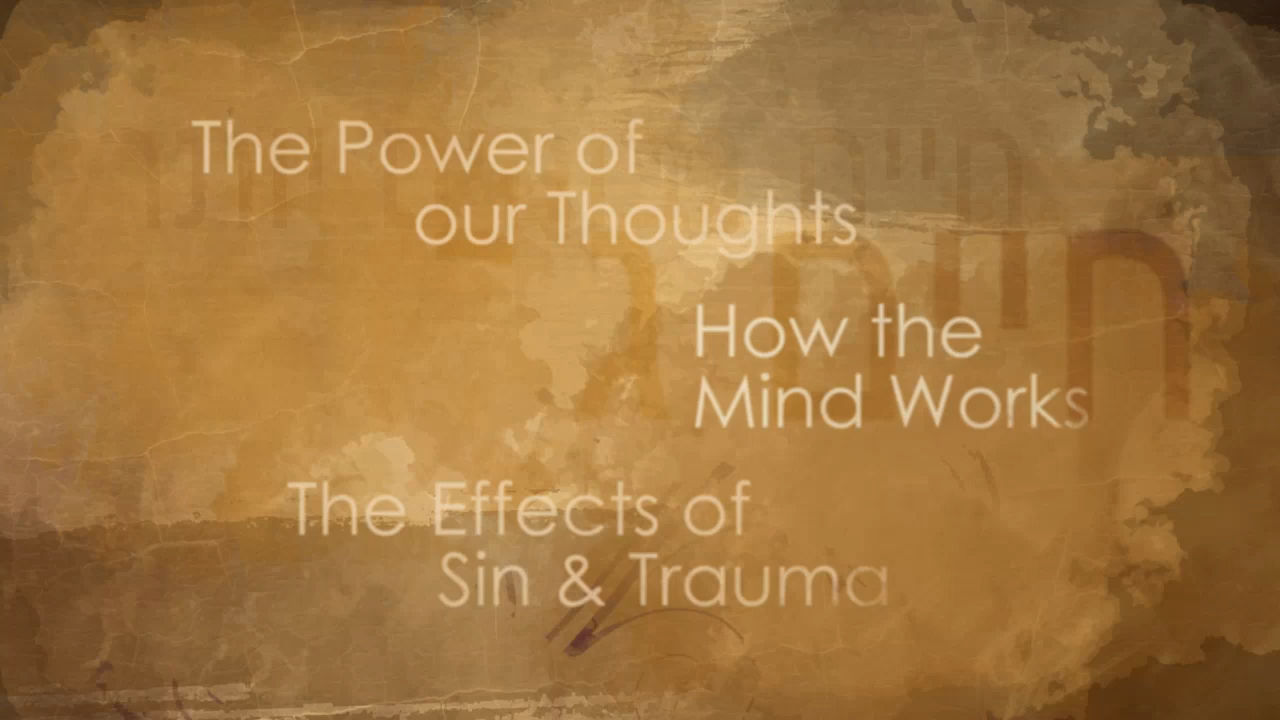 The Power of
our Thoughts
How the
Mind Works
The Effects of
Sin & Trauma